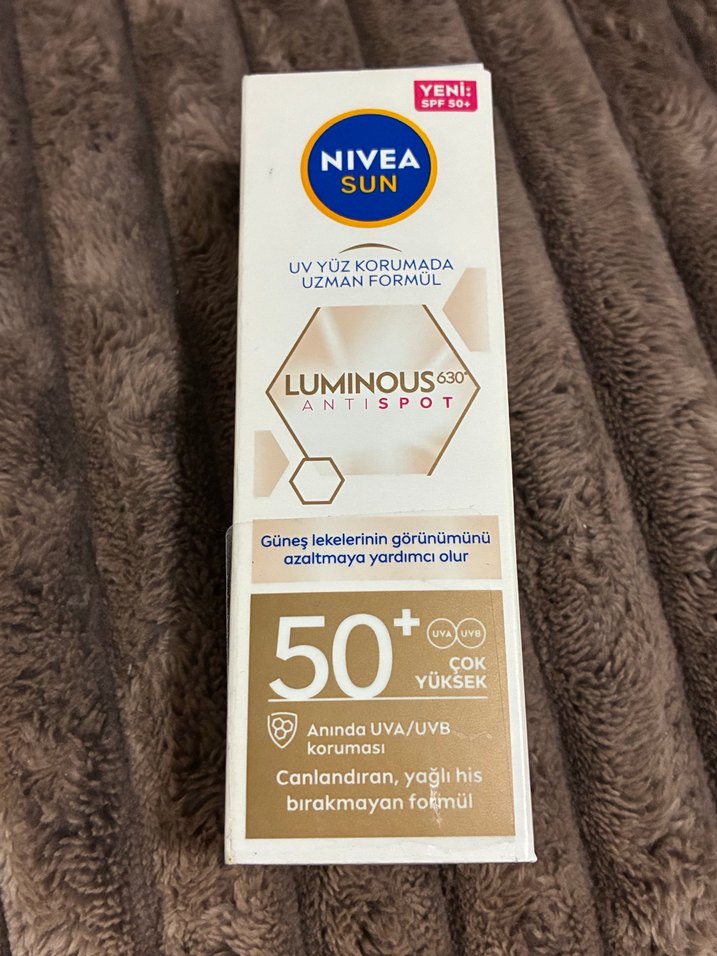 YENİ:
SPF 50+
NIVEA
SUN
UV YÜZ KORUMADA
UZMAN FORMÜL
LUMINOUS630®
ANTISPOT
Güneş lekelerinin görünümünü
azaltmaya yardımcı olur
50+
UVA UVB
ÇOK
YÜKSEK
Anında UVA/UVB
koruması
Canlandıran, yağlı his
bırakmayan formül